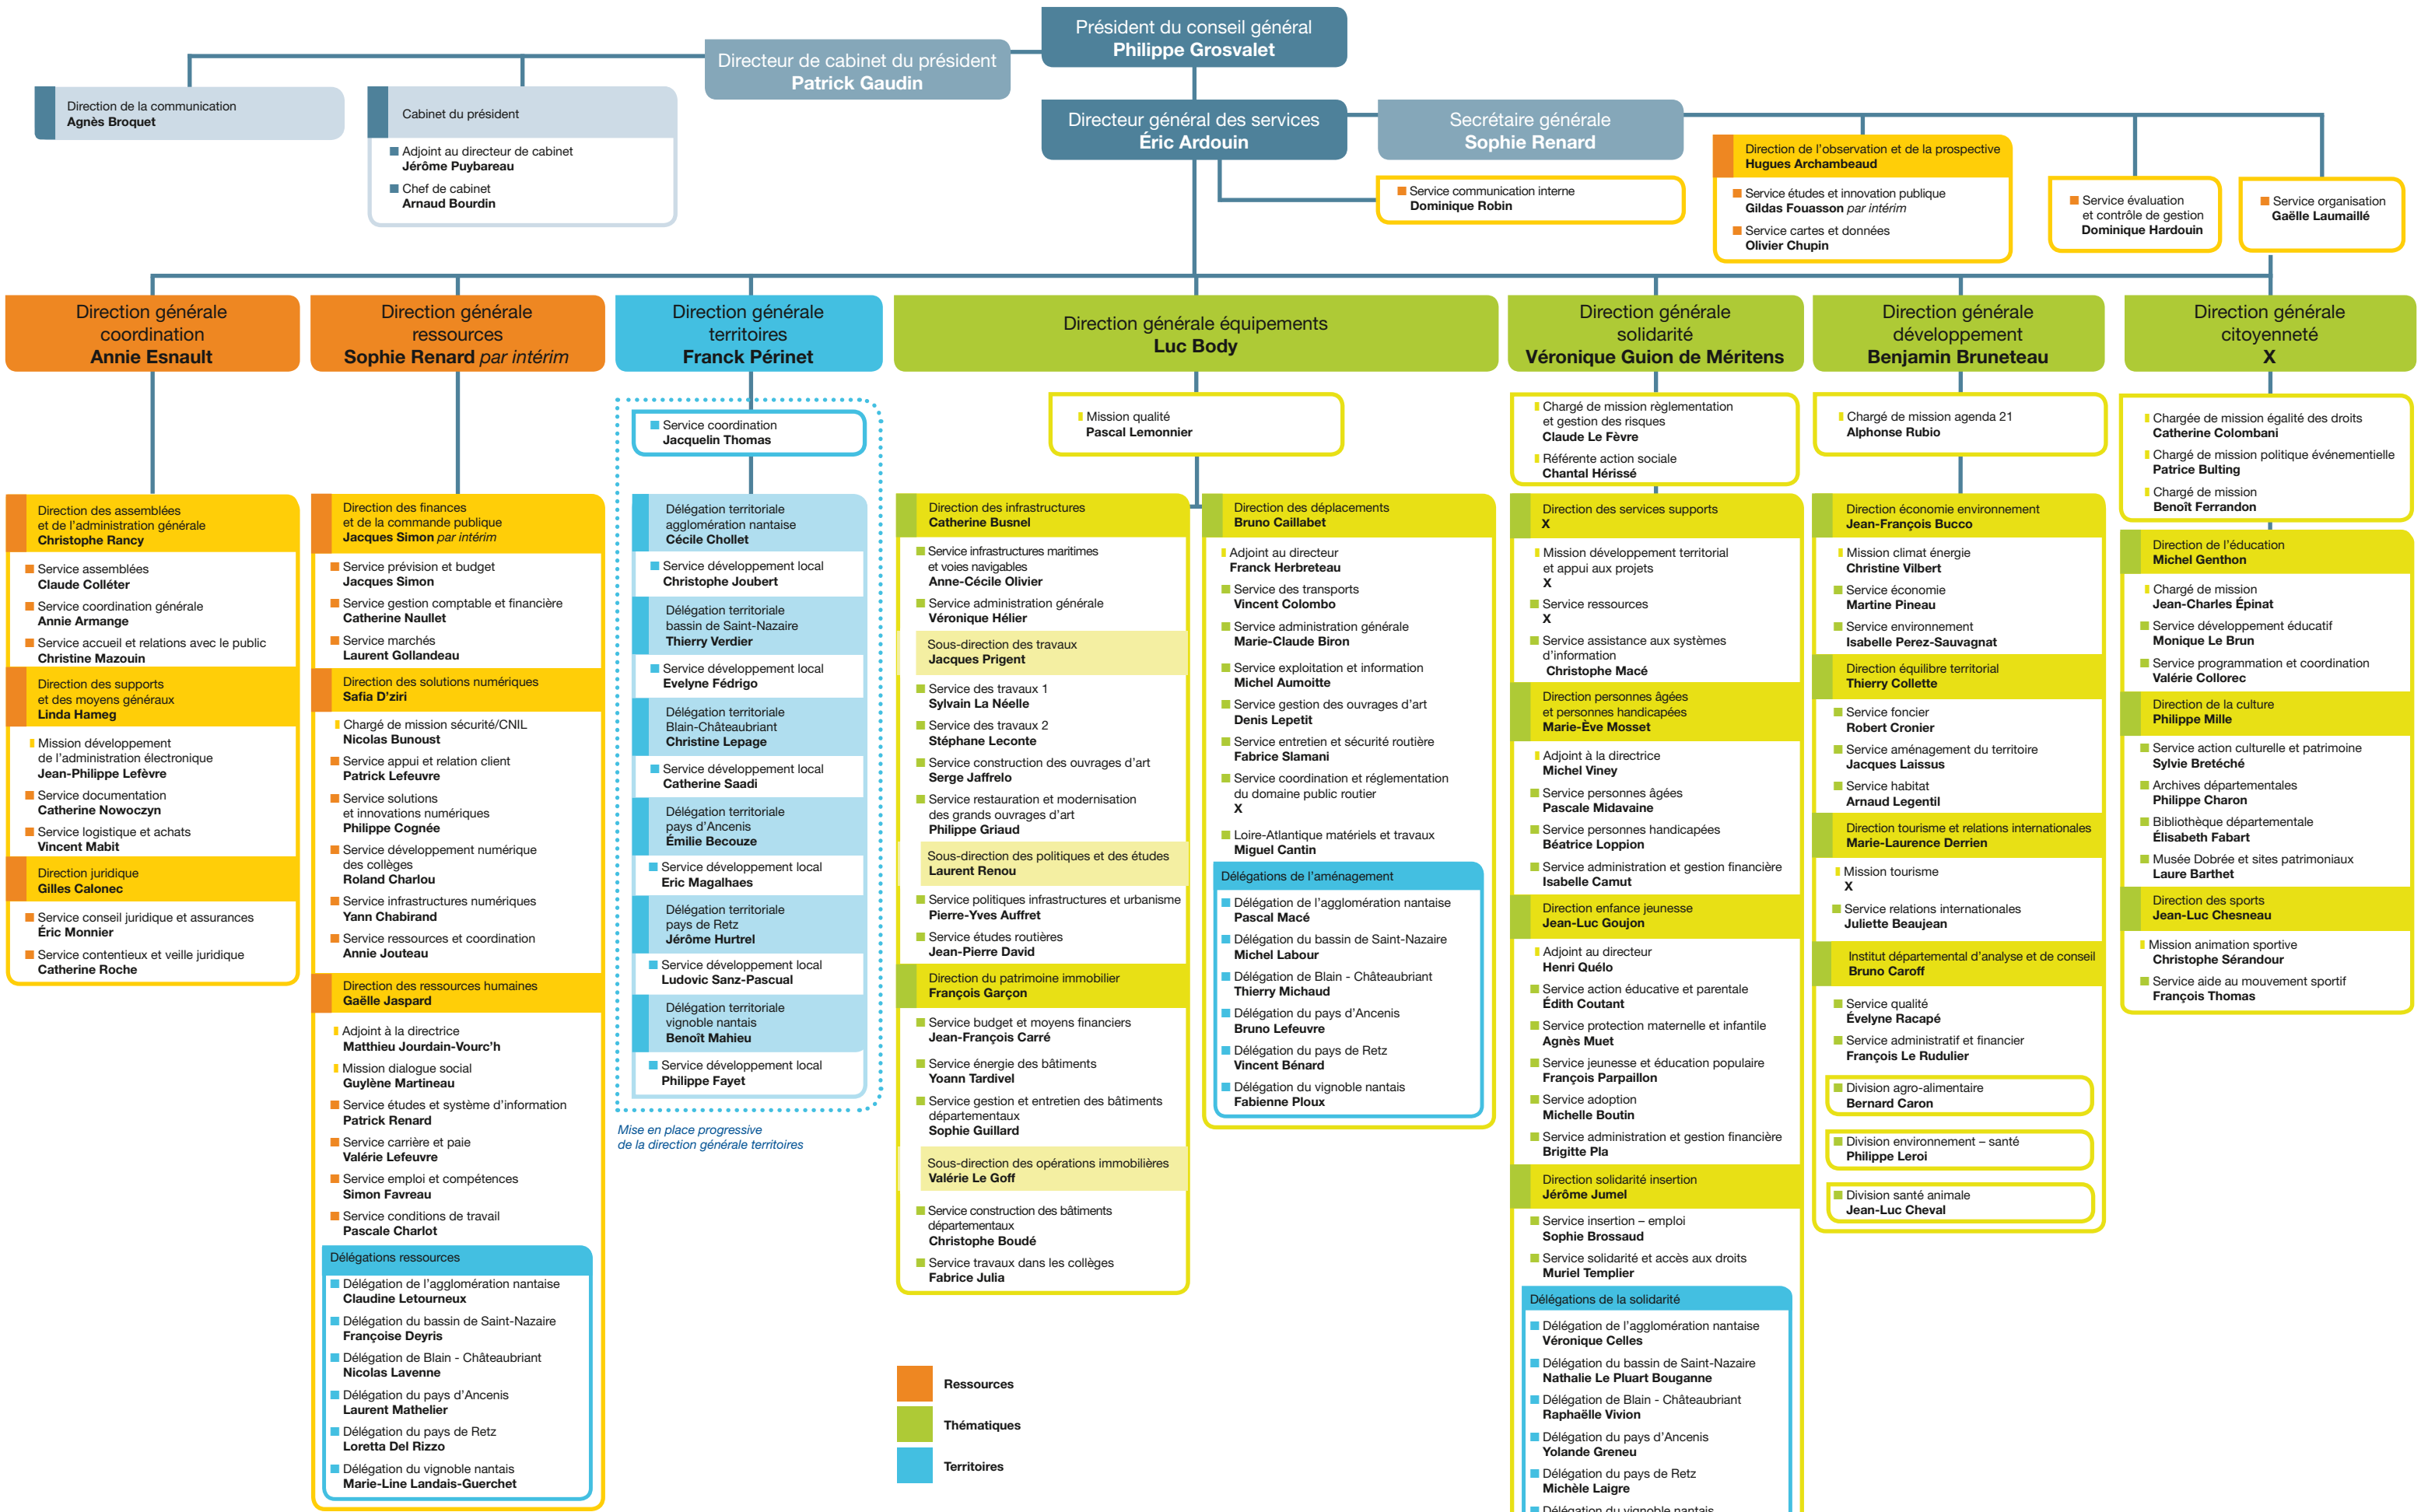 Président du conseil général
Philippe Grosvalet
Directeur de cabinet du président
Patrick Gaudin
Direction de la communication
Agnès Broquet
Cabinet du président
Adjoint au directeur de cabinet
Jérôme Puybareau
Chef de cabinet
Arnaud Bourdin
Directeur général des services
Éric Ardouin
Secrétaire générale
Sophie Renard
Service communication interne
Dominique Robin
Direction de l'observation et de la prospective
Hugues Archambeaud
Service études et innovation publique
Gildas Fouasson par intérim
Service cartes et données
Olivier Chupin
Service évaluation
et contrôle de gestion
Dominique Hardouin
Service organisation
Gaëlle Laumaillé
Direction générale
coordination
Annie Esnault
Direction des assemblées
et de l'administration générale
Christophe Rancy
Service assemblées
Claude Colléter
Service coordination générale
Annie Armange
Service accueil et relations avec le public
Christine Mazouin
Direction des supports
et des moyens généraux
Linda Hameg
Mission développement
de l'administration électronique
Jean-Philippe Lefèvre
Service documentation
Catherine Nowoczyn
Service logistique et achats
Vincent Mabit
Direction juridique
Gilles Calonec
Service conseil juridique et assurances
Éric Monnier
Service contentieux et veille juridique
Catherine Roche
Direction générale
ressources
Sophie Renard par intérim
Direction des finances
et de la commande publique
Jacques Simon par intérim
Service prévision et budget
Jacques Simon
Service gestion comptable et financière
Catherine Naullet
Service marchés
Laurent Gollandeau
Direction des solutions numériques
Safia D'ziri
Chargé de mission sécurité/CNIL
Nicolas Bunoust
Service appui et relation client
Patrick Lefeuvre
Service solutions
et innovations numériques
Philippe Cognée
Service développement numérique
des collèges
Roland Charlou
Service infrastructures numériques
Yann Chabirand
Service ressources et coordination
Annie Jouteau
Direction des ressources humaines
Gaëlle Jaspard
Adjoint à la directrice
Matthieu Jourdain-Vourc'h
Mission dialogue social
Guylène Martineau
Service études et système d'information
Patrick Renard
Service carrière et paie
Valérie Lefeuvre
Service emploi et compétences
Simon Favreau
Service conditions de travail
Pascale Charlot
Délégations ressources
Délégation de l'agglomération nantaise
Claudine Letourneux
Délégation du bassin de Saint-Nazaire
Françoise Deyris
Délégation de Blain - Châteaubriant
Nicolas Lavenne
Délégation du pays d'Ancenis
Laurent Mathelier
Délégation du pays de Retz
Loretta Del Rizzo
Délégation du vignoble nantais
Marie-Line Landais-Guerchet
Direction générale
territoires
Franck Périnet
Service coordination
Jacquelin Thomas
Délégation territoriale
agglomération nantaise
Cécile Chollet
Service développement local
Christophe Joubert
Délégation territoriale
bassin de Saint-Nazaire
Thierry Verdier
Service développement local
Evelyne Fédrigo
Délégation territoriale
Blain-Châteaubriant
Christine Lepage
Service développement local
Catherine Saadi
Délégation territoriale
pays d'Ancenis
Émilie Becouze
Service développement local
Eric Magalhaes
Délégation territoriale
pays de Retz
Jérôme Hurtrel
Service développement local
Ludovic Sanz-Pascual
Délégation territoriale
vignoble nantais
Benoît Mahieu
Service développement local
Philippe Fayet
Mise en place progressive
de la direction générale territoires
Direction générale équipements
Luc Body
Mission qualité
Pascal Lemonnier
Direction des infrastructures
Catherine Busnel
Service infrastructures maritimes
et voies navigables
Anne-Cécile Olivier
Service administration générale
Véronique Hélier
Sous-direction des travaux
Jacques Prigent
Service des travaux 1
Sylvain La Néelle
Service des travaux 2
Stéphane Leconte
Service construction des ouvrages d'art
Serge Jaffrelo
Service restauration et modernisation
des grands ouvrages d'art
Philippe Griaud
Sous-direction des politiques et des études
Laurent Renou
Service politiques infrastructures et urbanisme
Pierre-Yves Auffret
Service études routières
Jean-Pierre David
Direction du patrimoine immobilier
François Garçon
Service budget et moyens financiers
Jean-François Carré
Service énergie des bâtiments
Yoann Tardivel
Service gestion et entretien des bâtiments
départementaux
Sophie Guillard
Sous-direction des opérations immobilières
Valérie Le Goff
Service construction des bâtiments
départementaux
Christophe Boudé
Service travaux dans les collèges
Fabrice Julia
Direction des déplacements
Bruno Caillabet
Adjoint au directeur
Franck Herbreteau
Service des transports
Vincent Colombo
Service administration générale
Marie-Claude Biron
Service exploitation et information
Michel Aumoitte
Service gestion des ouvrages d'art
Denis Lepetit
Service entretien et sécurité routière
Fabrice Slamani
Service coordination et réglementation
du domaine public routier
X
Loire-Atlantique matériels et travaux
Miguel Cantin
Délégations de l'aménagement
Délégation de l'agglomération nantaise
Pascal Macé
Délégation du bassin de Saint-Nazaire
Michel Labour
Délégation de Blain - Châteaubriant
Thierry Michaud
Délégation du pays d'Ancenis
Bruno Lefeuvre
Délégation du pays de Retz
Vincent Bénard
Délégation du vignoble nantais
Fabienne Ploux
Ressources
Thématiques
Territoires
Direction générale
solidarité
Véronique Guion de Méritens
Chargé de mission règlementation
et gestion des risques
Claude Le Fèvre
Référente action sociale
Chantal Hérissé
Direction des services supports
X
Mission développement territorial
et appui aux projets
X
Service ressources
X
Service assistance aux systèmes
d'information
Christophe Macé
Direction personnes âgées
et personnes handicapées
Marie-Ève Mosset
Adjoint à la directrice
Michel Viney
Service personnes âgées
Pascale Midavaine
Service personnes handicapées
Béatrice Loppion
Service administration et gestion financière
Isabelle Camut
Direction enfance jeunesse
Jean-Luc Goujon
Adjoint au directeur
Henri Quélo
Service action éducative et parentale
Édith Coutant
Service protection maternelle et infantile
Agnès Muet
Service jeunesse et éducation populaire
François Parpaillon
Service adoption
Michelle Boutin
Service administration et gestion financière
Brigitte Pla
Direction solidarité insertion
Jérôme Jumel
Service insertion – emploi
Sophie Brossaud
Service solidarité et accès aux droits
Muriel Templier
Délégations de la solidarité
Délégation de l'agglomération nantaise
Véronique Celles
Délégation du bassin de Saint-Nazaire
Nathalie Le Pluart Bouganne
Délégation de Blain - Châteaubriant
Raphaëlle Vivion
Délégation du pays d'Ancenis
Yolande Greneu
Délégation du pays de Retz
Michèle Laigre
Délégation du vignoble nantais
Direction générale
développement
Benjamin Bruneteau
Chargé de mission agenda 21
Alphonse Rubio
Direction économie environnement
Jean-François Bucco
Mission climat énergie
Christine Vilbert
Service économie
Martine Pineau
Service environnement
Isabelle Perez-Sauvagnat
Direction équilibre territorial
Thierry Collette
Service foncier
Robert Cronier
Service aménagement du territoire
Jacques Laissus
Service habitat
Arnaud Legentil
Direction tourisme et relations internationales
Marie-Laurence Derrien
Mission tourisme
X
Service relations internationales
Juliette Beaujean
Institut départemental d'analyse et de conseil
Bruno Caroff
Service qualité
Évelyne Racapé
Service administratif et financier
François Le Rudulier
Division agro-alimentaire
Bernard Caron
Division environnement – santé
Philippe Leroi
Division santé animale
Jean-Luc Cheval
Direction générale
citoyenneté
X
Chargée de mission égalité des droits
Catherine Colombani
Chargé de mission politique événementielle
Patrice Bulting
Chargé de mission
Benoît Ferrandon
Direction de l'éducation
Michel Genthon
Chargé de mission
Jean-Charles Épinat
Service développement éducatif
Monique Le Brun
Service programmation et coordination
Valérie Collorec
Direction de la culture
Philippe Mille
Service action culturelle et patrimoine
Sylvie Bretéché
Archives départementales
Philippe Charon
Bibliothèque départementale
Élisabeth Fabart
Musée Dobrée et sites patrimoniaux
Laure Barthet
Direction des sports
Jean-Luc Chesneau
Mission animation sportive
Christophe Sérandour
Service aide au mouvement sportif
François Thomas